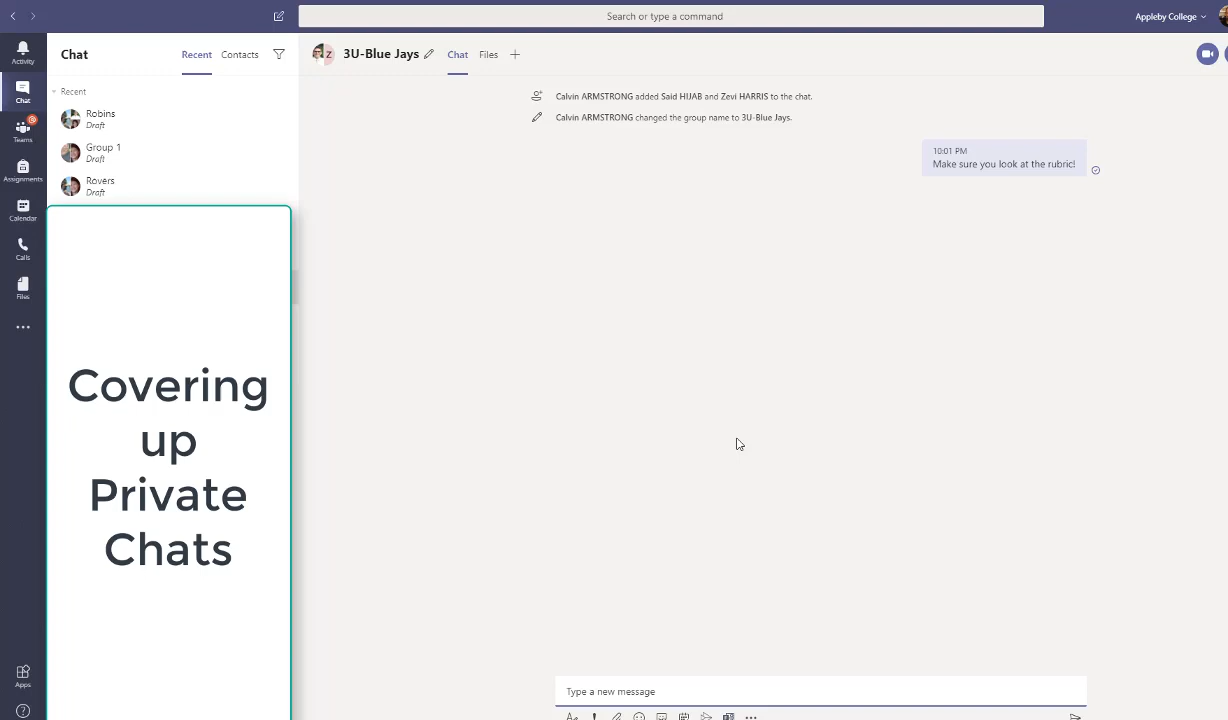 Search or type a command
Appleby College
Activity
Chat
Teams
Assignments
Calendar
Calls
Files
Apps
Chat
Recent
Contacts
Recent
Robins
Draft
Group 1
Draft
Rovers
Draft
Covering
up
Private
Chats
3U-Blue Jays
Chat
Files
Calvin ARMSTRONG added Said HIJAB and Zevi HARRIS to the chat.
Calvin ARMSTRONG changed the group name to 3U-Blue Jays.
10:01 PM
Make sure you look at the rubric!
Type a new message